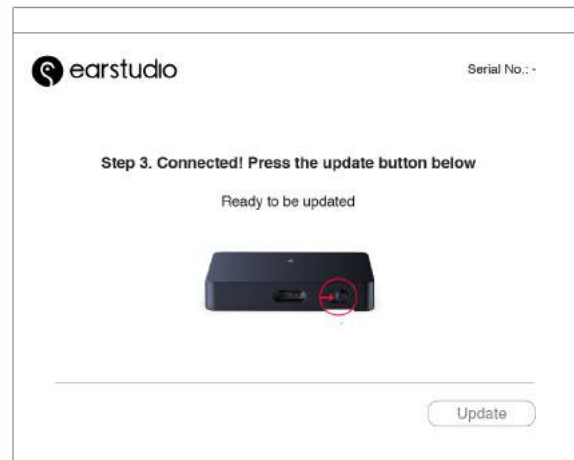 earstudio
Serial No.: -
Step 3. Connected! Press the update button below
Ready to be updated
Update